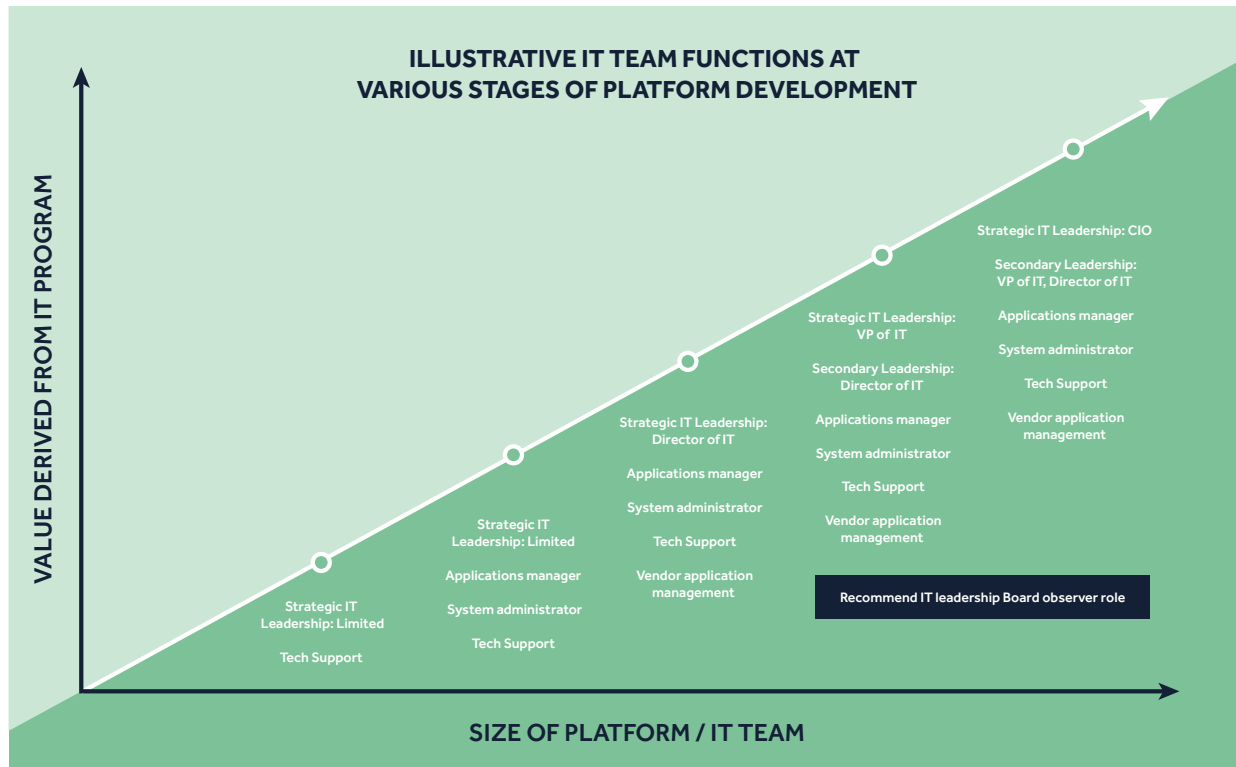 ILLUSTRATIVE IT TEAM FUNCTIONS AT
VARIOUS STAGES OF PLATFORM DEVELOPMENT
VALUE DERIVED FROM IT PROGRAM
Strategic IT
Leadership: Limited
Tech Support
Strategic IT
Leadership: Limited
Applications manager
System administrator
Tech Support
Strategic IT Leadership:
Director of IT
Applications manager
System administrator
Tech Support
Vendor application
management
Strategic IT Leadership:
VP of IT
Secondary Leadership:
Director of IT
Applications manager
System administrator
Tech Support
Vendor application
management
Strategic IT Leadership: CIO
Secondary Leadership:
VP of IT, Director of IT
Applications manager
System administrator
Tech Support
Vendor application
management
Recommend IT leadership Board observer role
SIZE OF PLATFORM / IT TEAM